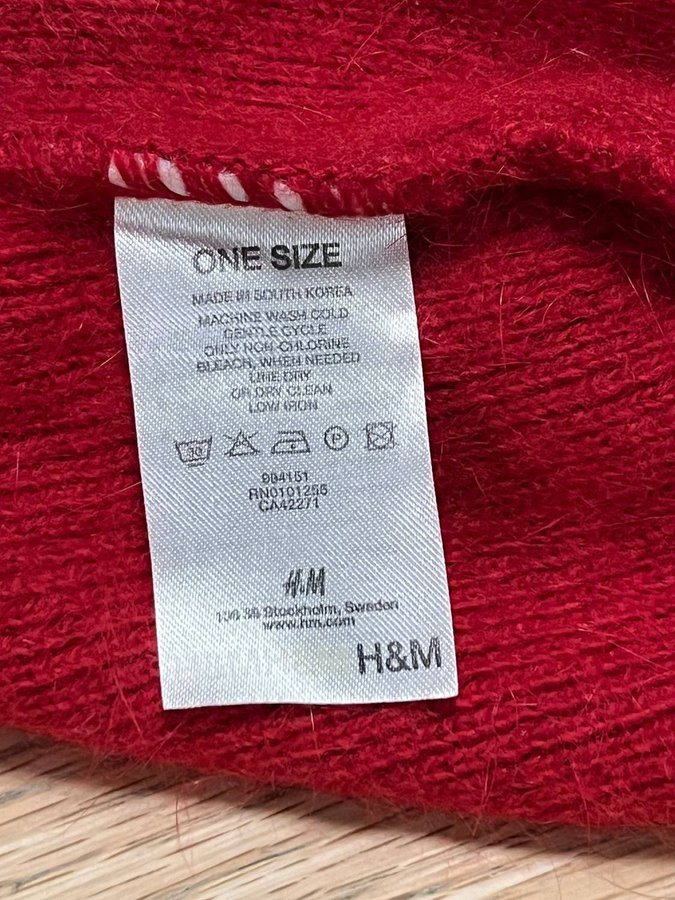 ONE SIZE
MADE IN SOUTH KOREA
MACHINE WASH COLD
GENTLE CYCLE
ONLY NON-CHLORINE
BLEACH, WHEN NEEDED
LINE DRY
OR DRY CLEAN
LOW IRON
30 P
994151
RN0101255
CA42271
H&M
106 38 Stockholm, Sweden
www.hm.com
H&M